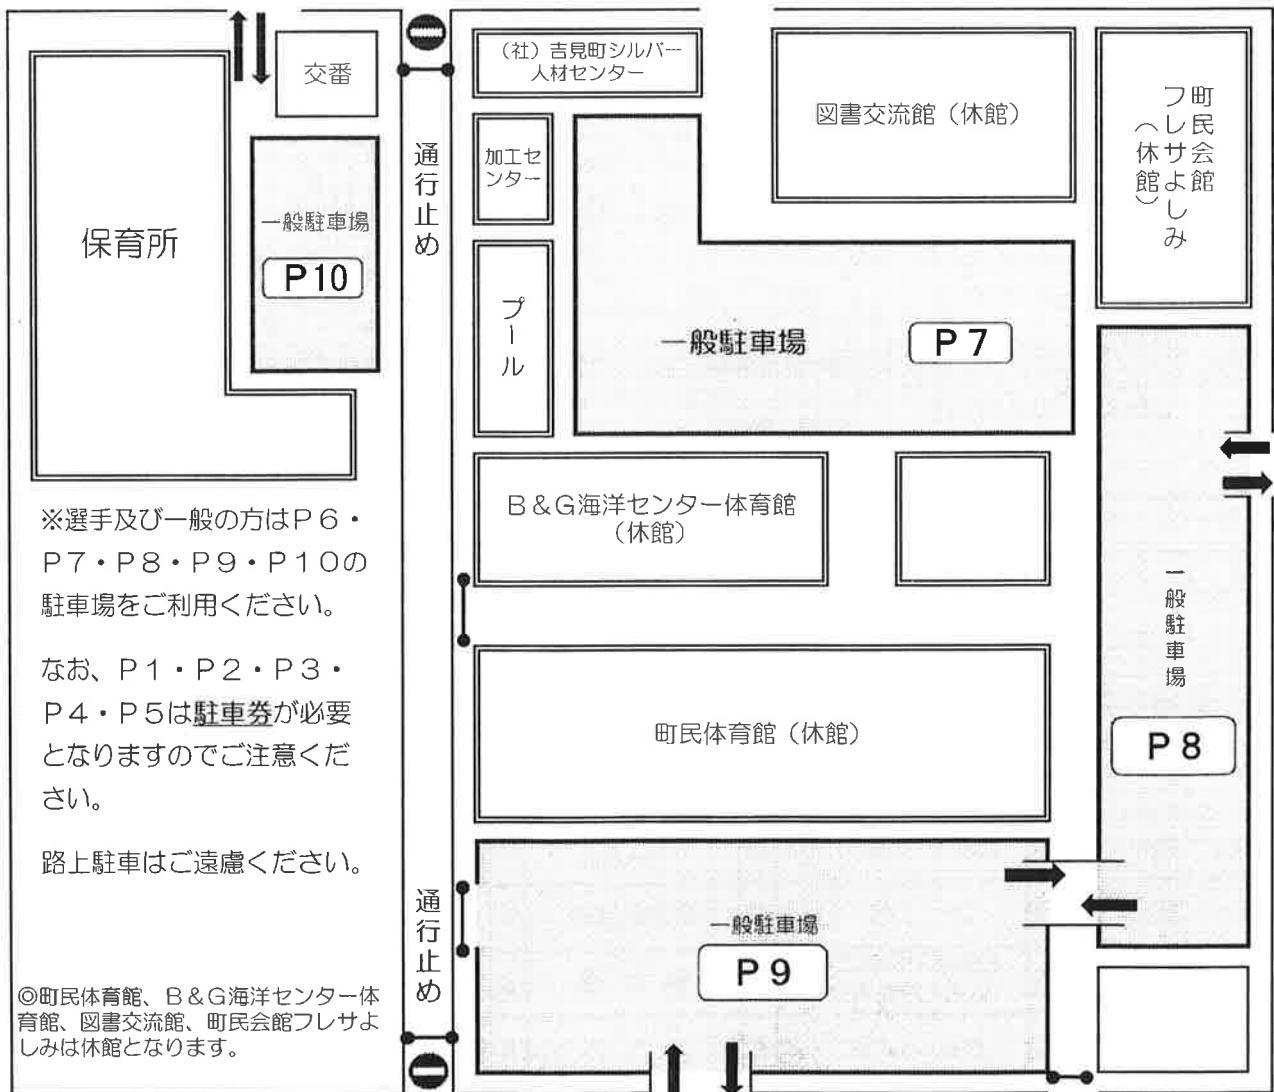 交番
(社)吉見町シルバー
人材センター
図書交流館(休館)
町民会館
フレサよしみ
(休館)
加工セ
ンター
通行止め
保育所
一般駐車場
P10
プール
一般駐車場
P7
B&G海洋センター体育館
(休館)
※選手及び一般の方はP6・
P7・P8・P9・P10の
駐車場をご利用ください。
なお、P1・P2・P3・
P4・P5は駐車券が必要
となりますのでご注意くだ
さい。
路上駐車はご遠慮ください。
一般駐車場
P8
町民体育館(休館)
通行止め
一般駐車場
P9
◎町民体育館、B&G海洋センター体
育館、図書交流館、町民会館フレサよ
しみは休館となります。